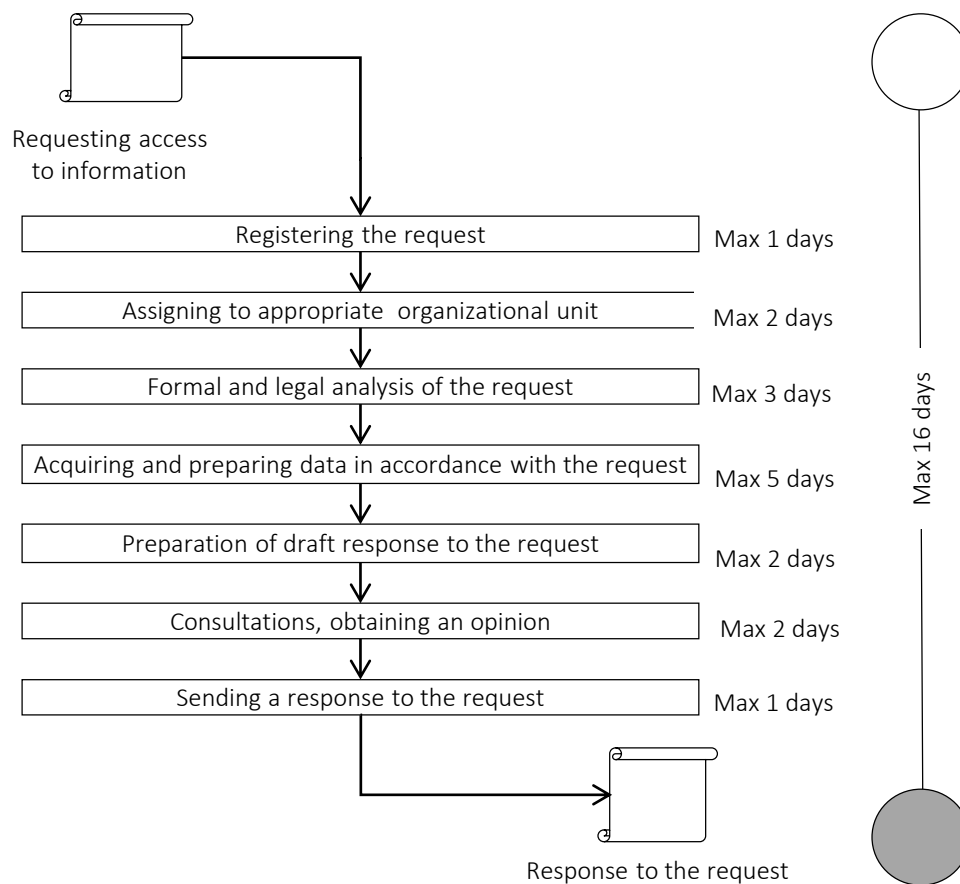 Requesting access
to information
Registering the request
Max 1 days
Assigning to appropriate organizational unit
Max 2 days
Formal and legal analysis of the request
Max 3 days
Acquiring and preparing data in accordance with the request
Max 5 days
Preparation of draft response to the request
Max 2 days
Consultations, obtaining an opinion
Max 2 days
Sending a response to the request
Max 1 days
Response to the request
Max 16 days